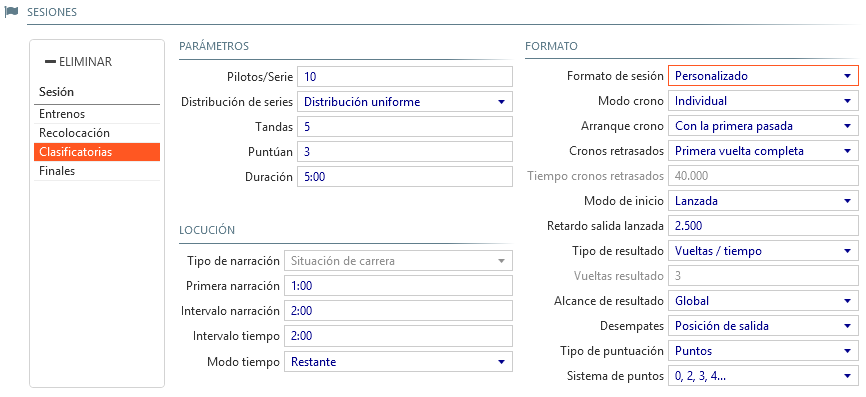 SESIONES
ELIMINAR
Sesión
Entrenos
Recolocación
Clasificatorias
Finales
PARÁMETROS
Pilotos/Serie 10
Distribución de series Distribución uniforme
Tandas 5
Puntúan 3
Duración 5:00
LOCUCIÓN
Tipo de narración Situación de carrera
Primera narración 1:00
Intervalo narración 2:00
Intervalo tiempo 2:00
Modo tiempo Restante
FORMATO
Formato de sesión Personalizado
Modo crono Individual
Arranque crono Con la primera pasada
Cronos retrasados Primera vuelta completa
Tiempo cronos retrasados 40.000
Modo de inicio Lanzada
Retardo salida lanzada 2.500
Tipo de resultado Vueltas / tiempo
Vueltas resultado 3
Alcance de resultado Global
Desempates Posición de salida
Tipo de puntuación Puntos
Sistema de puntos 0, 2, 3, 4...